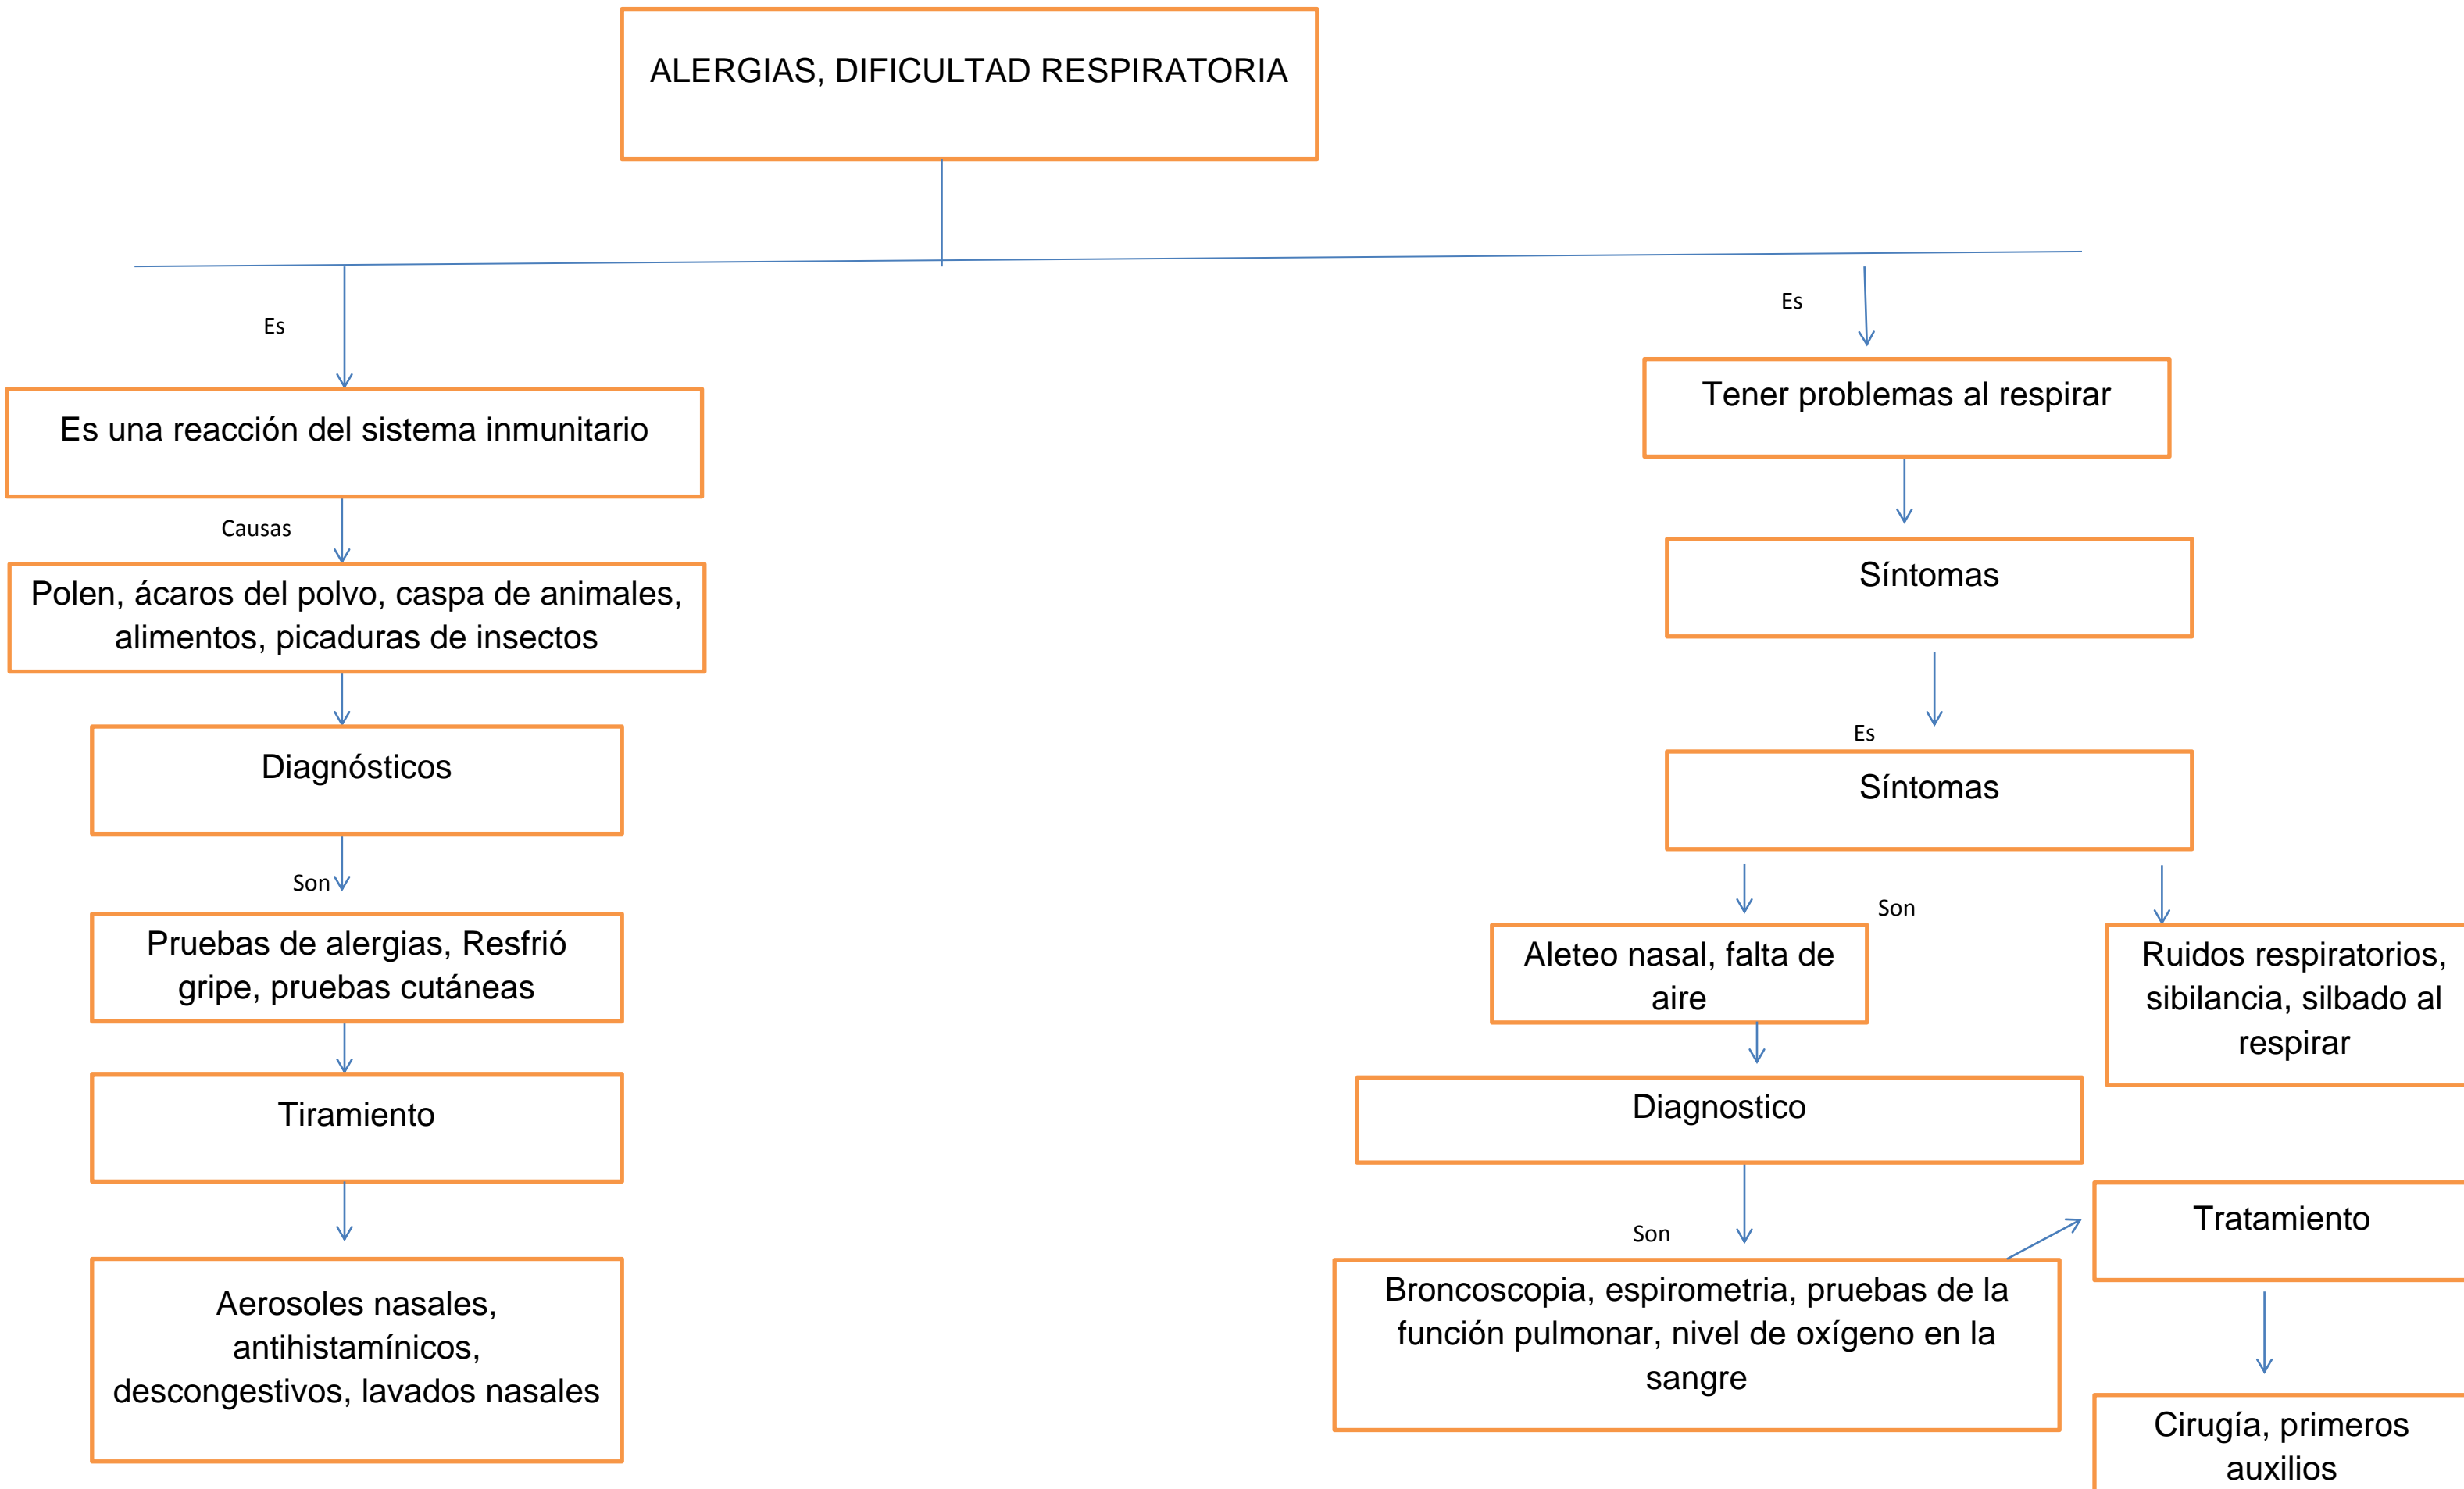 ALERGIAS, DIFICULTAD RESPIRATORIA
Es
Es una reacción del sistema inmunitario
Causas
Polen, ácaros del polvo, caspa de animales,
alimentos, picaduras de insectos
Diagnósticos
Son
Pruebas de alergias, Resfrió
gripe, pruebas cutáneas
Tiramiento
Aerosoles nasales,
antihistamínicos,
descongestivos, lavados nasales
Es
Tener problemas al respirar
Síntomas
Es
Síntomas
Son
Aleteo nasal, falta de
aire
Ruidos respiratorios,
sibilancia, silbado al
respirar
Diagnostico
Son
Broncoscopia, espirometria, pruebas de la
función pulmonar, nivel de oxígeno en la
sangre
Tratamiento
Cirugía, primeros
auxilios